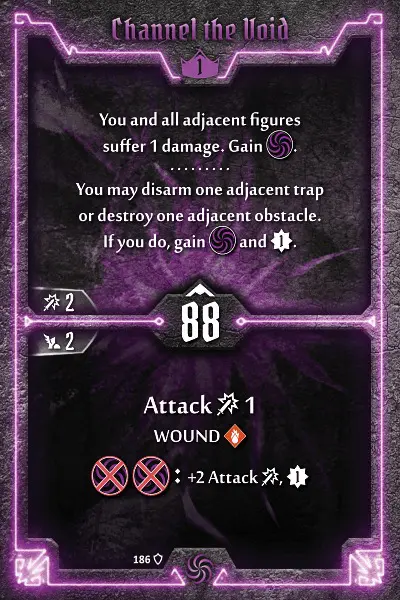 Channel the Void
1
You and all adjacent figures
suffer 1 damage. Gain .
You may disarm one adjacent trap
or destroy one adjacent obstacle.
If you do, gain and 1.
2
88
2
Attack 1
WOUND
: +2 Attack , 1
186